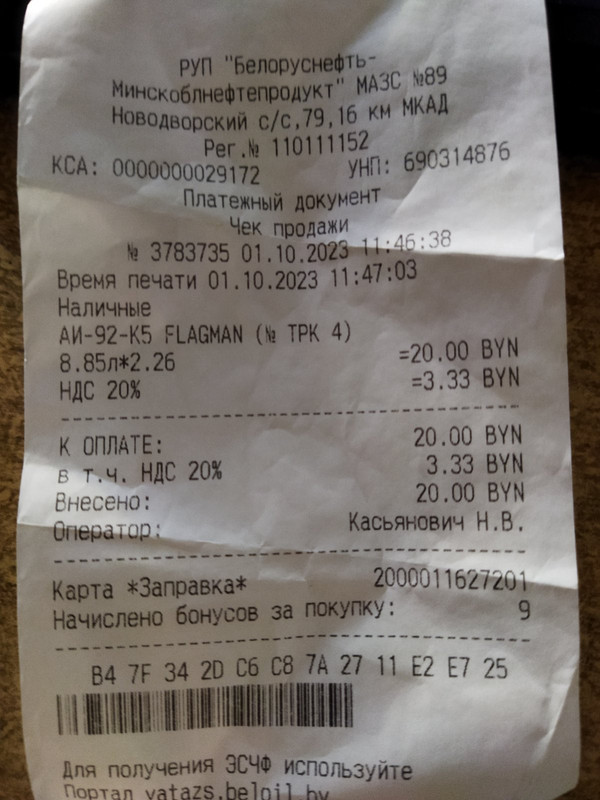 РУП "Белоруснефть-
Минскоблнефтепродукт" МАЗС №89
Новодворский с/с,79,16 км МКАД
Рег.№ 110111152
КСА: 0000000029172 УНП: 690314876
Платежный документ
Чек продажи
№ 3783735 01.10.2023 11:46:38
Время печати 01.10.2023 11:47:03
Наличные
АИ-92-К5 FLAGMAN (№ ТРК 4)
8.85л*2.26 =20.00 BYN
НДС 20% =3.33 BYN
К ОПЛАТЕ: 20.00 BYN
в т.ч. НДС 20% 3.33 BYN
Внесено: 20.00 BYN
Оператор: Касьянович Н.В.
Карта *Заправка* 2000011627201
Начислено бонусов за покупку: 9
B4 7F 34 2D C6 C8 7A 27 11 E2 E7 25
Для получения ЭСЧФ используйте
Портал vatazs.beloil.by